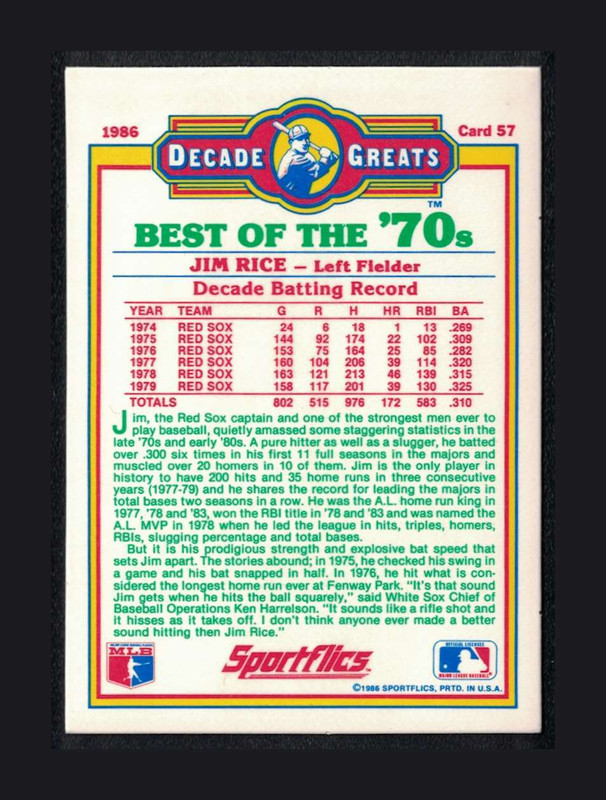 1986
Card 57
DECADE GREATS
TM
BEST OF THE '70s
JIM RICE – Left Fielder
Decade Batting Record
YEAR TEAM G R H HR RBI BA
1974 RED SOX 24 6 18 1 13 .269
1975 RED SOX 144 92 174 22 102 .309
1976 RED SOX 153 75 164 25 85 .282
1977 RED SOX 160 104 206 39 114 .320
1978 RED SOX 163 121 213 46 139 .315
1979 RED SOX 158 117 201 39 130 .325
TOTALS 802 515 976 172 583 .310
Jim, the Red Sox captain and one of the strongest men ever to
play baseball, quietly amassed some staggering statistics in the
late '70s and early '80s. A pure hitter as well as a slugger, he batted
over .300 six times in his first 11 full seasons in the majors and
muscled over 20 homers in 10 of them. Jim is the only player in
history to have 200 hits and 35 home runs in three consecutive
years (1977-79) and he shares the record for leading the majors in
total bases two seasons in a row. He was the A.L. home run king in
1977, '78 and '83, won the RBI title in '78 and '83 and was named the
A.L. MVP in 1978 when he led the league in hits, triples, homers,
RBIs, slugging percentage and total bases.
But it is his prodigious strength and explosive bat speed that
sets Jim apart. The stories abound; in 1975, he checked his swing in
a game and his bat snapped in half. In 1976, he hit what is con-
sidered the longest home run ever at Fenway Park. "It's that sound
Jim gets when he hits the ball squarely," said White Sox Chief of
Baseball Operations Ken Harrelson. "It sounds like a rifle shot and
it hisses as it takes off. I don't think anyone ever made a better
sound hitting then Jim Rice."
MLB
Sportflics
OFFICIAL LICENSEE
MAJOR LEAGUE BASEBALL
©1986 SPORTFLICS, PRTD. IN U.S.A.